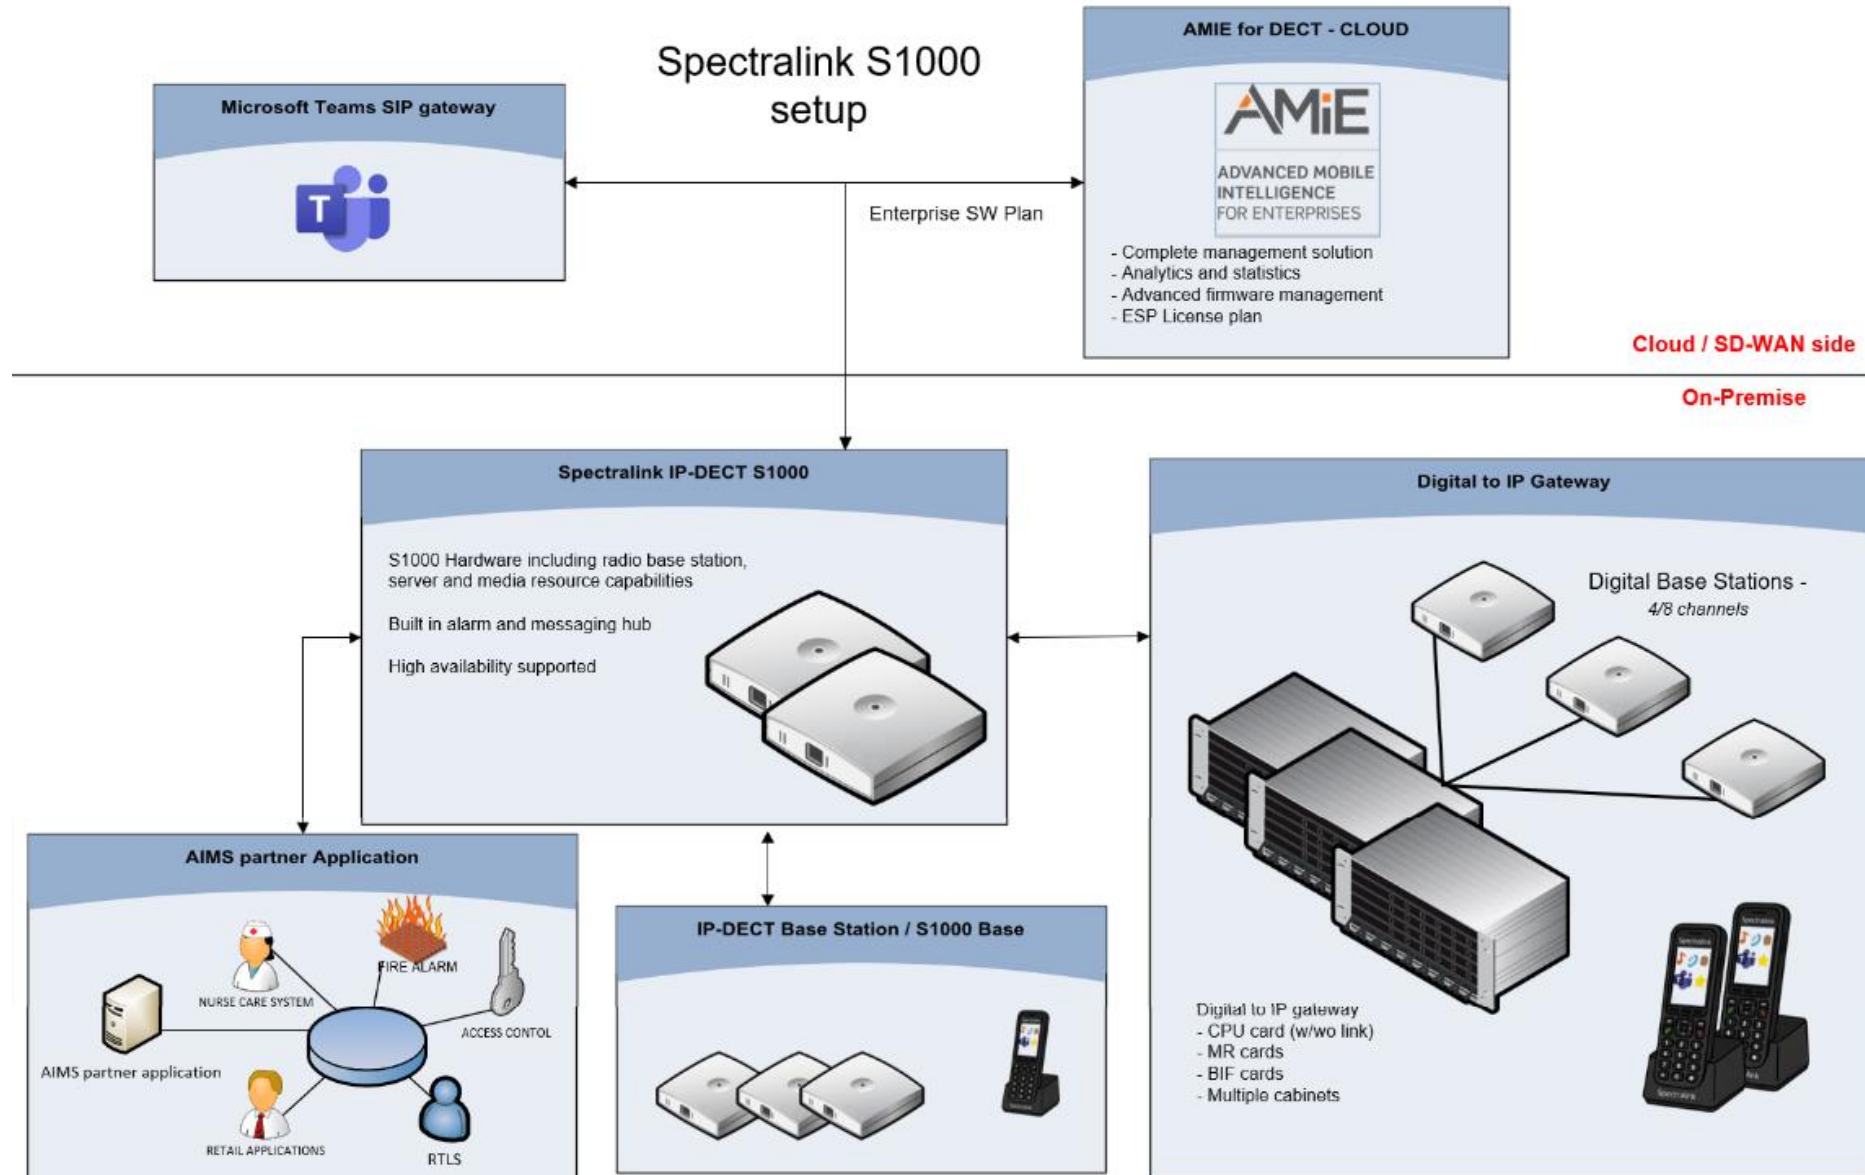 Spectralink S1000
setup
Microsoft Teams SIP gateway
T
AMIE for DECT - CLOUD
AMiE
ADVANCED MOBILE
INTELLIGENCE
FOR ENTERPRISES
- Complete management solution
- Analytics and statistics
- Advanced firmware management
- ESP License plan
Enterprise SW Plan
Cloud / SD-WAN side
On-Premise
Spectralink IP-DECT S1000
S1000 Hardware including radio base station,
server and media resource capabilities
Built in alarm and messaging hub
High availability supported
Digital to IP Gateway
Digital Base Stations -
4/8 channels
Digital to IP gateway
- CPU card (w/wo link)
- MR cards
- BIF cards
- Multiple cabinets
Spectralink
Spectralink
Spectralink
AIMS partner Application
FIRE ALARM
NURSE CARE SYSTEM
ACCESS CONTOL
AIMS partner application
RETAIL APPLICATIONS
RTLS
IP-DECT Base Station / S1000 Base